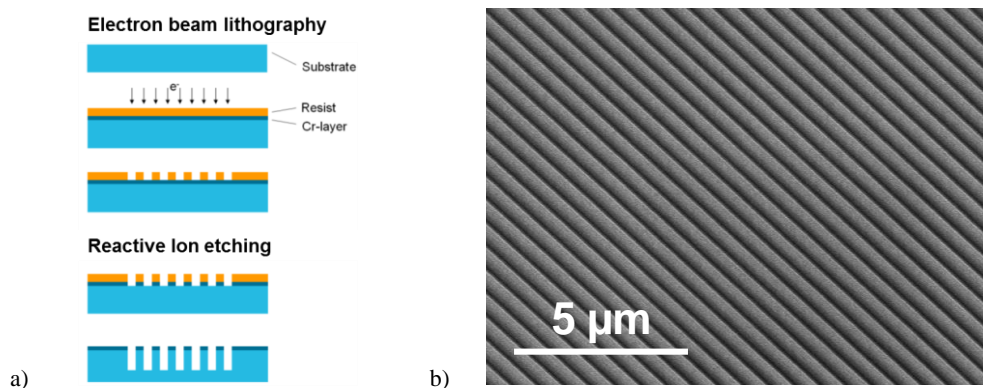 Electron beam lithography
Substrate
e-
Resist
Cr-layer
Reactive Ion etching
a)
5 µm
b)